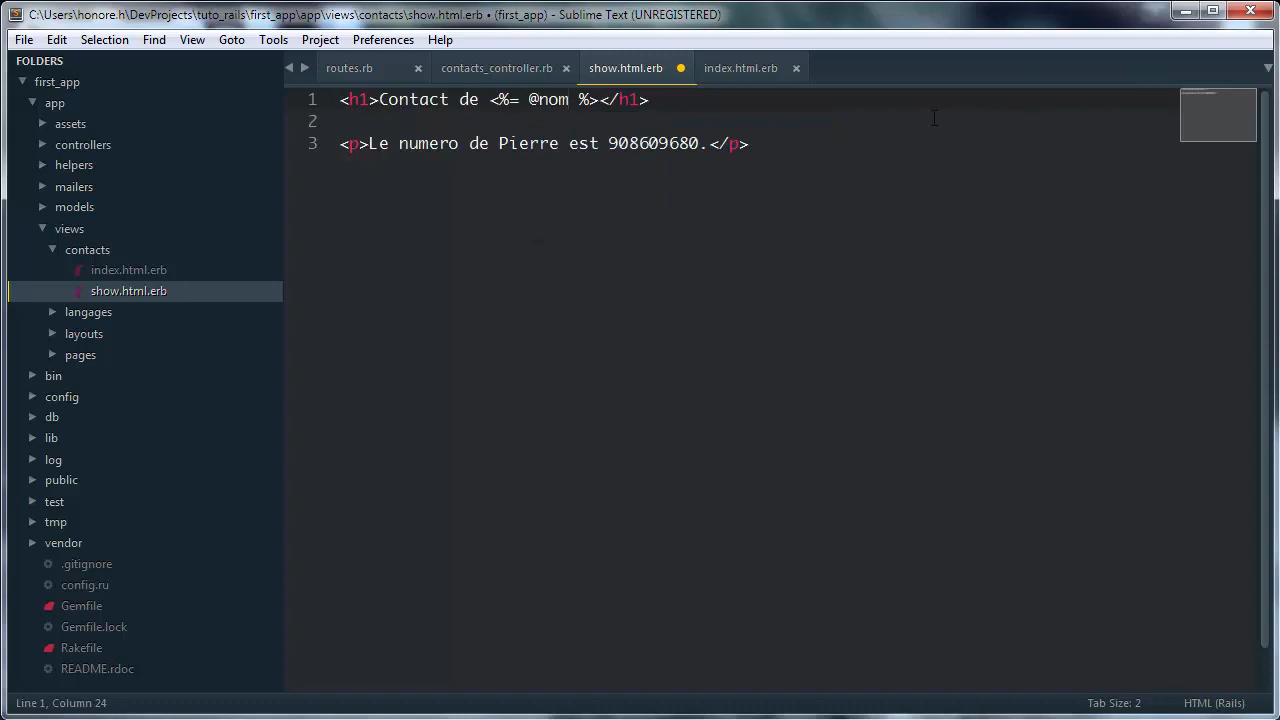 C:\Users\honore.h\DevProjects\tuto_rails\first_app\app\views\contacts\show.html.erb • (first_app) - Sublime Text (UNREGISTERED)
File Edit Selection Find View Goto Tools Project Preferences Help
FOLDERS
first_app
app
assets
controllers
helpers
mailers
models
views
contacts
index.html.erb
show.html.erb
langages
layouts
pages
bin
config
db
lib
log
public
test
tmp
vendor
.gitignore
config.ru
Gemfile
Gemfile.lock
Rakefile
README.rdoc
routes.rb contacts_controller.rb show.html.erb index.html.erb
1 <h1>Contact de <%= @nom %></h1>
2
3 <p>Le numero de Pierre est 908609680.</p>
Line 1, Column 24 Tab Size: 2 HTML (Rails)